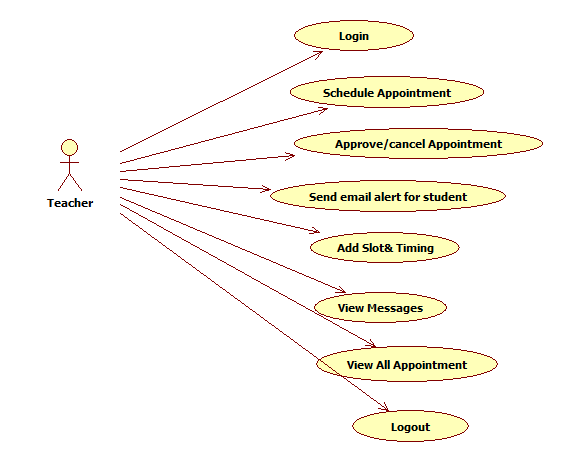 Login
Schedule Appointment
Approve/cancel Appointment
Teacher
Send email alert for student
Add Slot& Timing
View Messages
View All Appointment
Logout